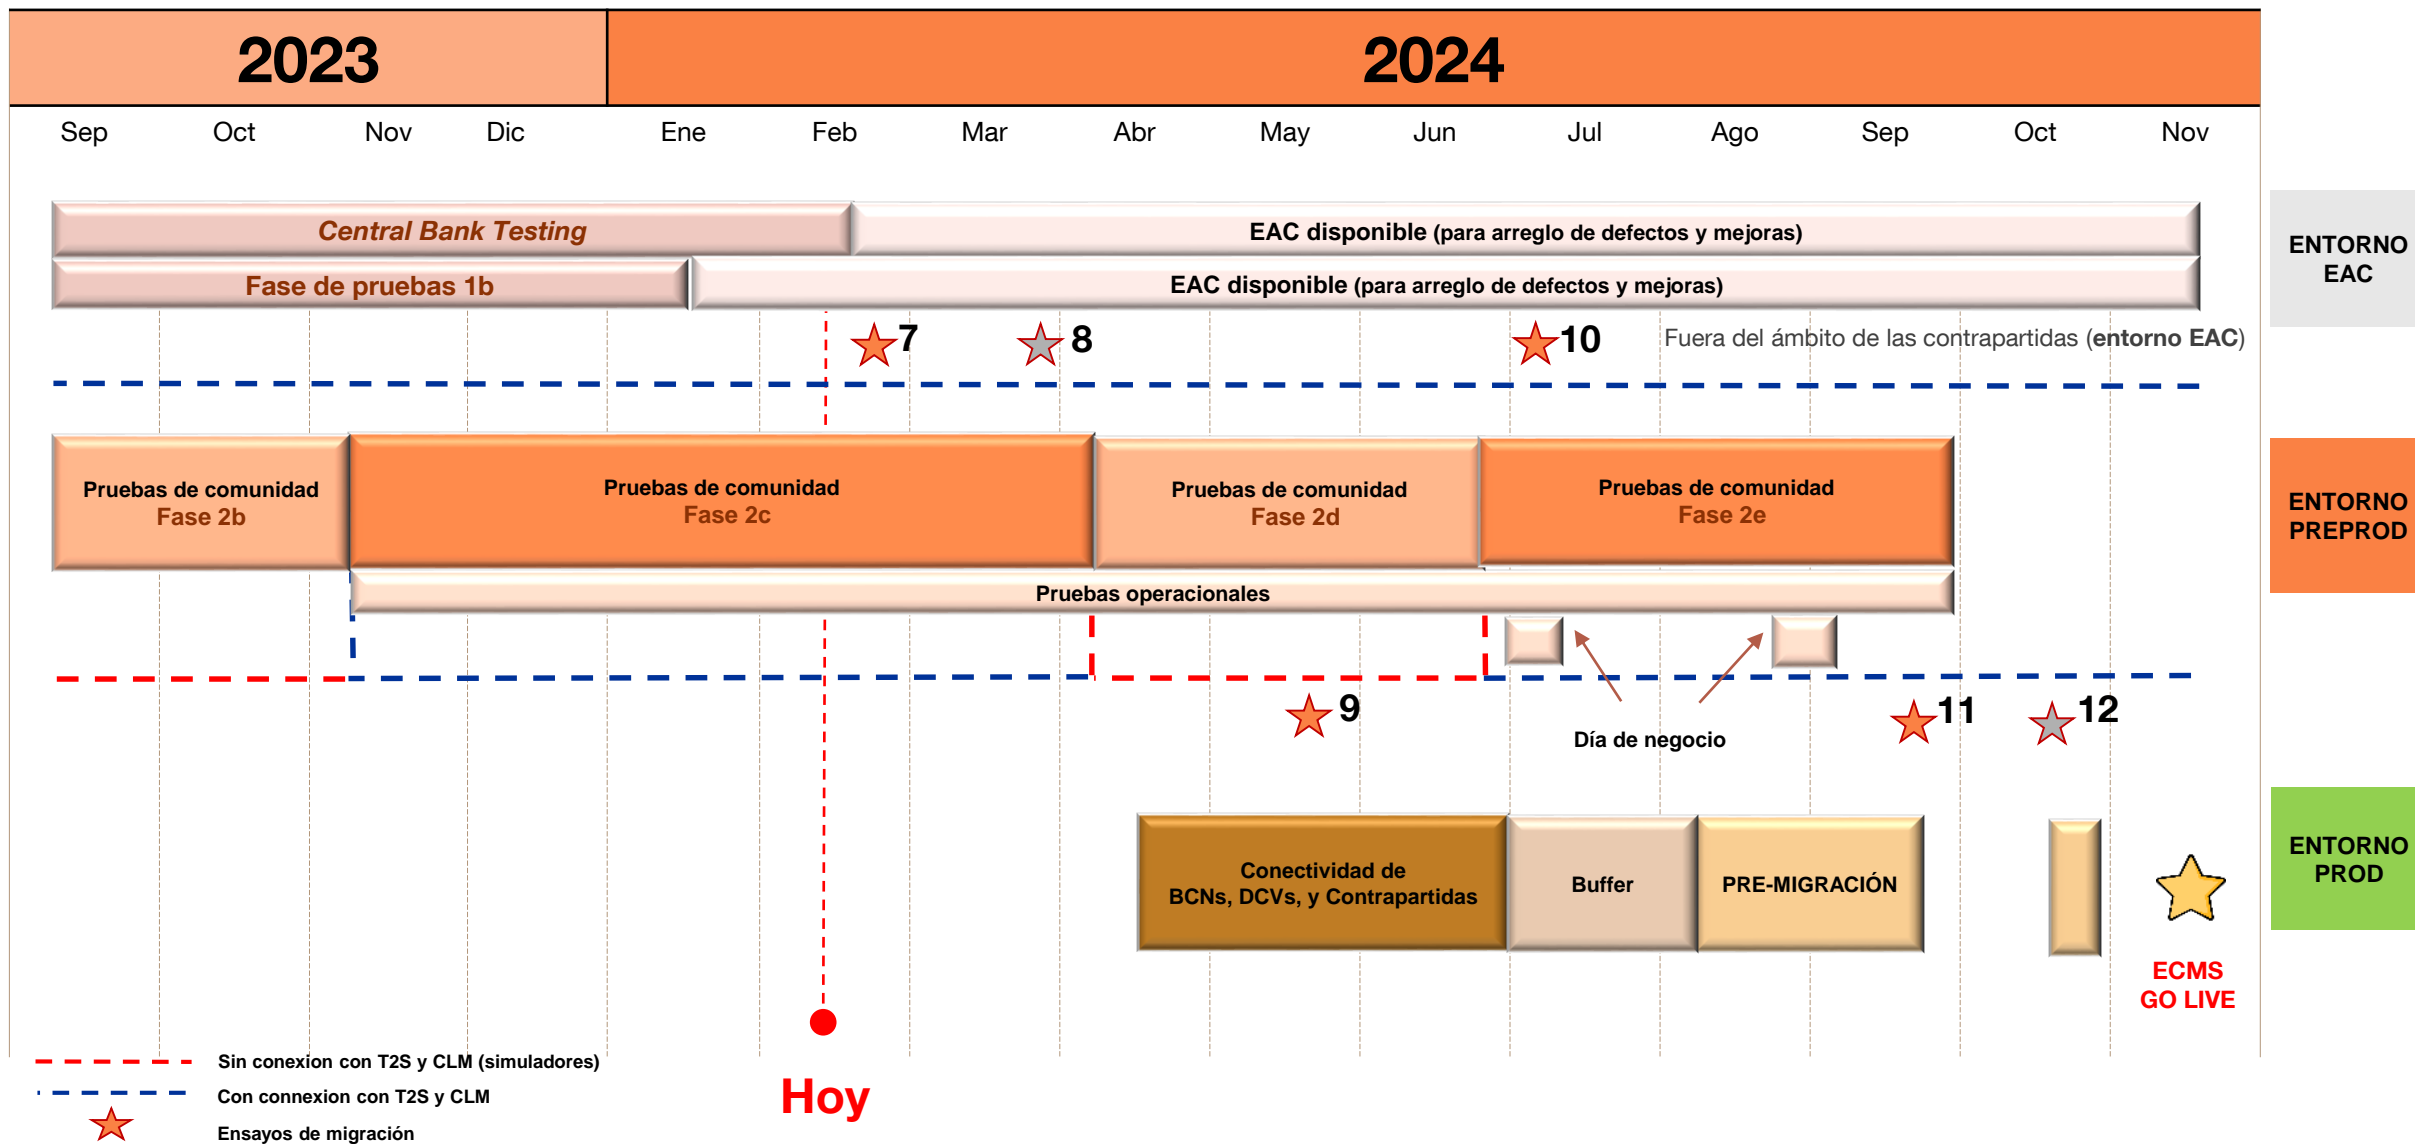 2023
2024
Sep
Oct
Nov
Dic
Ene
Feb
Mar
Abr
May
Jun
Jul
Ago
Sep
Oct
Nov
Central Bank Testing
EAC disponible (para arreglo de defectos y mejoras)
Fase de pruebas 1b
EAC disponible (para arreglo de defectos y mejoras)
ENTORNO
EAC
7
8
10
Fuera del ámbito de las contrapartidas (entorno EAC)
Pruebas de comunidad
Fase 2b
Pruebas de comunidad
Fase 2c
Pruebas de comunidad
Fase 2d
Pruebas de comunidad
Fase 2e
ENTORNO
PREPROD
Pruebas operacionales
9
Día de negocio
11
12
Conectividad de
BCNs, DCVs, y Contrapartidas
Buffer
PRE-MIGRACIÓN
ENTORNO
PROD
ECMS
GO LIVE
Sin conexion con T2S y CLM (simuladores)
Con connexion con T2S y CLM
Ensayos de migración
Hoy